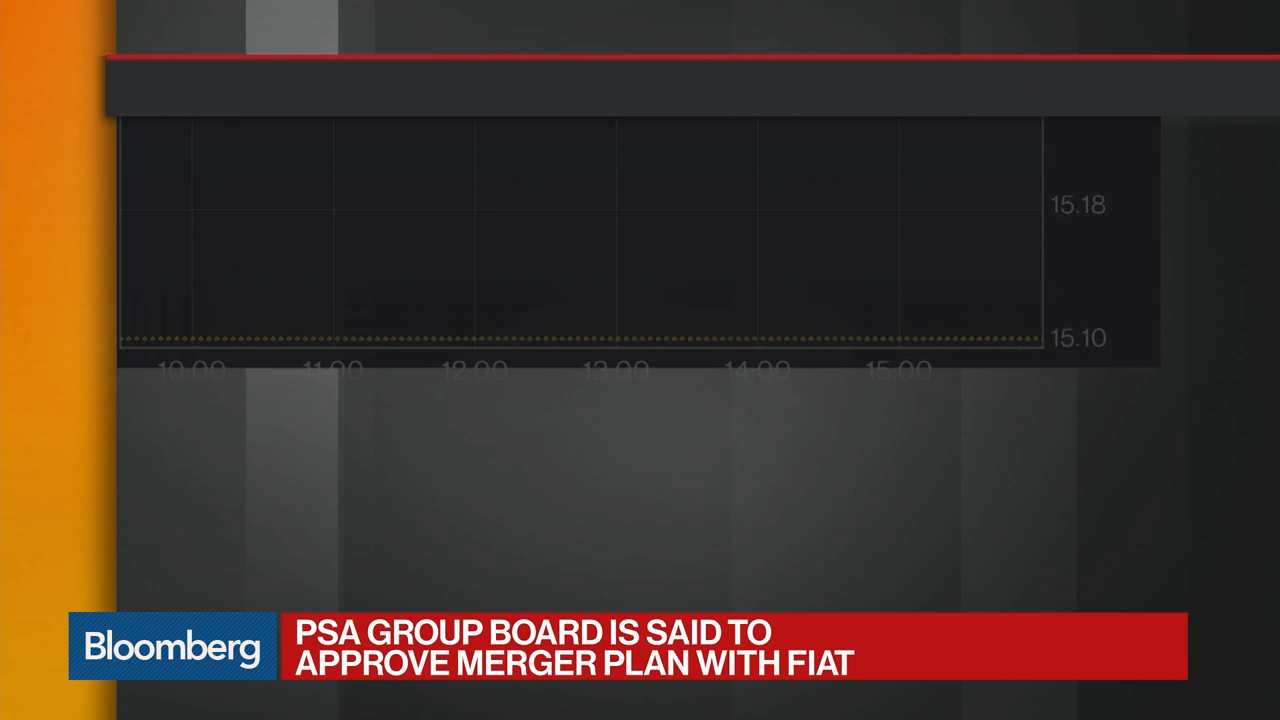 15.18
15.10
10:00 11:00 12:00 13:00 14:00 15:00
Bloomberg
PSA GROUP BOARD IS SAID TO
APPROVE MERGER PLAN WITH FIAT